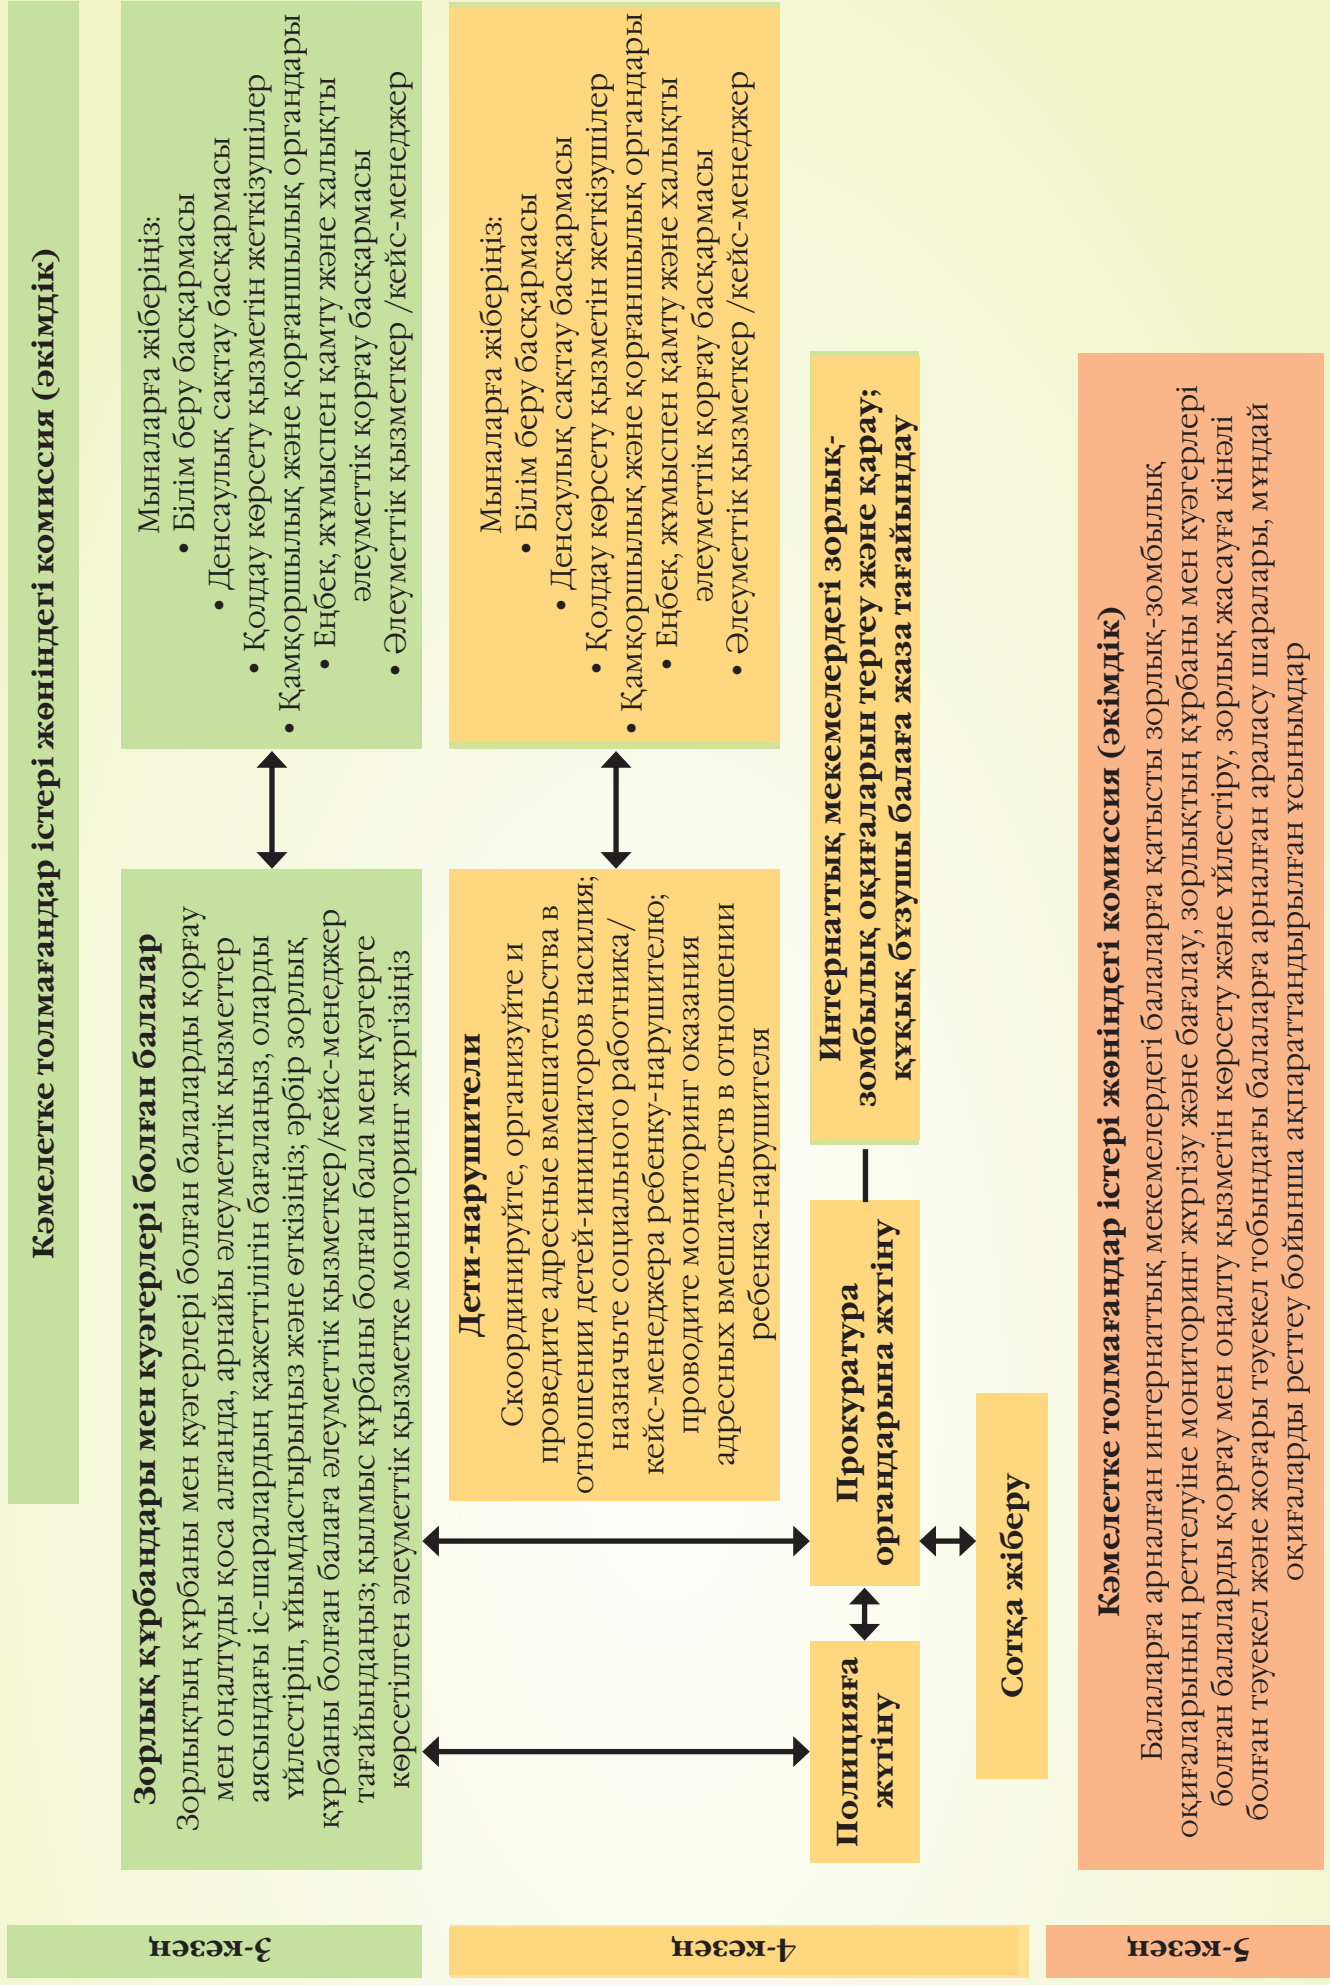 Кәмелетке толмағандар істері жөніндегі комиссия (әкімдік)
3-кезең
Зорлық құрбандары мен куәгерлері болған балалар
Зорлықтың құрбаны мен куәгерлері болған балаларды қорғау
мен оңалтуды қоса алғанда, арнайы әлеуметтік қызметтер
аясындағы іс-шаралардың қажеттілігін бағалаңыз, оларды
үйлестіріп, ұйымдастырыңыз және өткізіңіз; әрбір зорлық
құрбаны болған балаға әлеуметтік қызметкер/кейс-менеджер
тағайындаңыз; қылмыс құрбаны болған бала мен куәгерге
көрсетілген әлеуметтік қызметке мониторинг жүргізіңіз
Мыналарға жіберіңіз:
• Білім беру басқармасы
• Денсаулық сақтау басқармасы
• Қолдау көрсету қызметін жеткізушілер
• Қамқоршылық және қорғаншылық органдары
• Еңбек, жұмыспен қамту және халықты
әлеуметтік қорғау басқармасы
• Әлеуметтік қызметкер /кейс-менеджер
4-кезең
Дети-нарушители
Скоординируйте, организуйте и
проведите адресные вмешательства в
отношении детей-инициаторов насилия;
назначьте социального работника/
кейс-менеджера ребенку-нарушителю;
проводите мониторинг оказания
адресных вмешательств в отношении
ребенка-нарушителя
Мыналарға жіберіңіз:
• Білім беру басқармасы
• Денсаулық сақтау басқармасы
• Қолдау көрсету қызметін жеткізушілер
• Қамқоршылық және қорғаншылық органдары
• Еңбек, жұмыспен қамту және халықты
әлеуметтік қорғау басқармасы
• Әлеуметтік қызметкер /кейс-менеджер
Полицияға
жүгіну
Прокуратура
органдарына жүгіну
Интернаттық мекемелердегі зорлық-
зомбылық оқиғаларын тергеу және қарау;
құқық бұзушы балаға жаза тағайындау
Сотқа жіберу
5-кезең
Кәмелетке толмағандар істері жөніндегі комиссия (әкімдік)
Балаларға арналған интернаттық мекемелердегі балаларға қатысты зорлық-зомбылық
оқиғаларының реттелуіне мониторинг жүргізу және бағалау, зорлықтың құрбаны мен куәгерлері
болған балаларды қорғау мен оңалту қызметін көрсету және үйлестіру, зорлық жасауға кінәлі
болған тәуекел және жоғары тәуекел тобындағы балаларға арналған араласу шаралары, мұндай
оқиғаларды реттеу бойынша ақпараттандырылған ұсынымдар